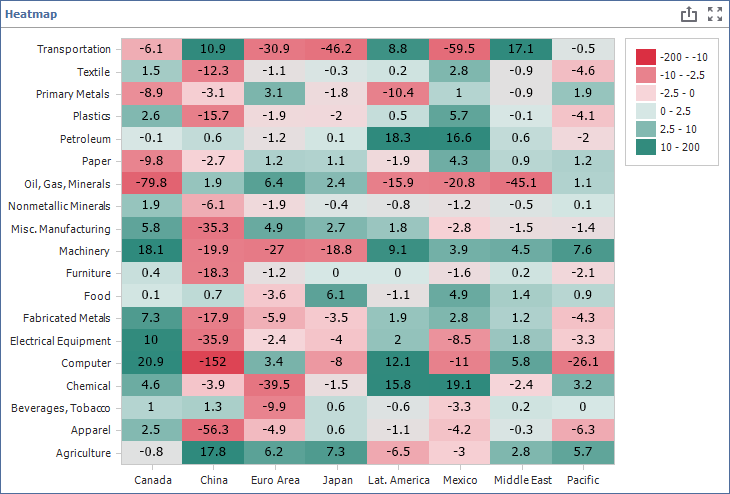 Heatmap
Transportation -6.1 10.9 -30.9 -46.2 8.8 -59.5 17.1 -0.5
Textile 1.5 -12.3 -1.1 -0.3 0.2 2.8 -0.9 -4.6
Primary Metals -8.9 -3.1 3.1 -1.8 -10.4 1 -0.9 1.9
Plastics 2.6 -15.7 -1.9 -2 0.5 5.7 -0.1 -4.1
Petroleum -0.1 0.6 -1.2 0.1 18.3 16.6 0.6 -2
Paper -9.8 -2.7 1.2 1.1 -1.9 4.3 0.9 1.2
Oil, Gas, Minerals -79.8 1.9 6.4 2.4 -15.9 -20.8 -45.1 1.1
Nonmetallic Minerals 1.9 -6.1 -1.9 -0.4 -0.8 -1.2 -0.5 0.1
Misc. Manufacturing 5.8 -35.3 4.9 2.7 1.8 -2.8 -1.5 -1.4
Machinery 18.1 -19.9 -27 -18.8 9.1 3.9 4.5 7.6
Furniture 0.4 -18.3 -1.2 0 0 -1.6 0.2 -2.1
Food 0.1 0.7 -3.6 6.1 -1.1 4.9 1.4 0.9
Fabricated Metals 7.3 -17.9 -5.9 -3.5 1.9 2.8 1.2 -4.3
Electrical Equipment 10 -35.9 -2.4 -4 2 -8.5 1.8 -3.3
Computer 20.9 -152 3.4 -8 12.1 -11 5.8 -26.1
Chemical 4.6 -3.9 -39.5 -1.5 15.8 19.1 -2.4 3.2
Beverages, Tobacco 1 1.3 -9.9 0.6 -0.6 -3.3 0.2 0
Apparel 2.5 -56.3 -4.9 0.6 -1.1 -4.2 -0.3 -6.3
Agriculture -0.8 17.8 6.2 7.3 -6.5 -3 2.8 5.7
Canada China Euro Area Japan Lat. America Mexico Middle East Pacific
-200 - -10
-10 - -2.5
-2.5 - 0
0 - 2.5
2.5 - 10
10 - 200